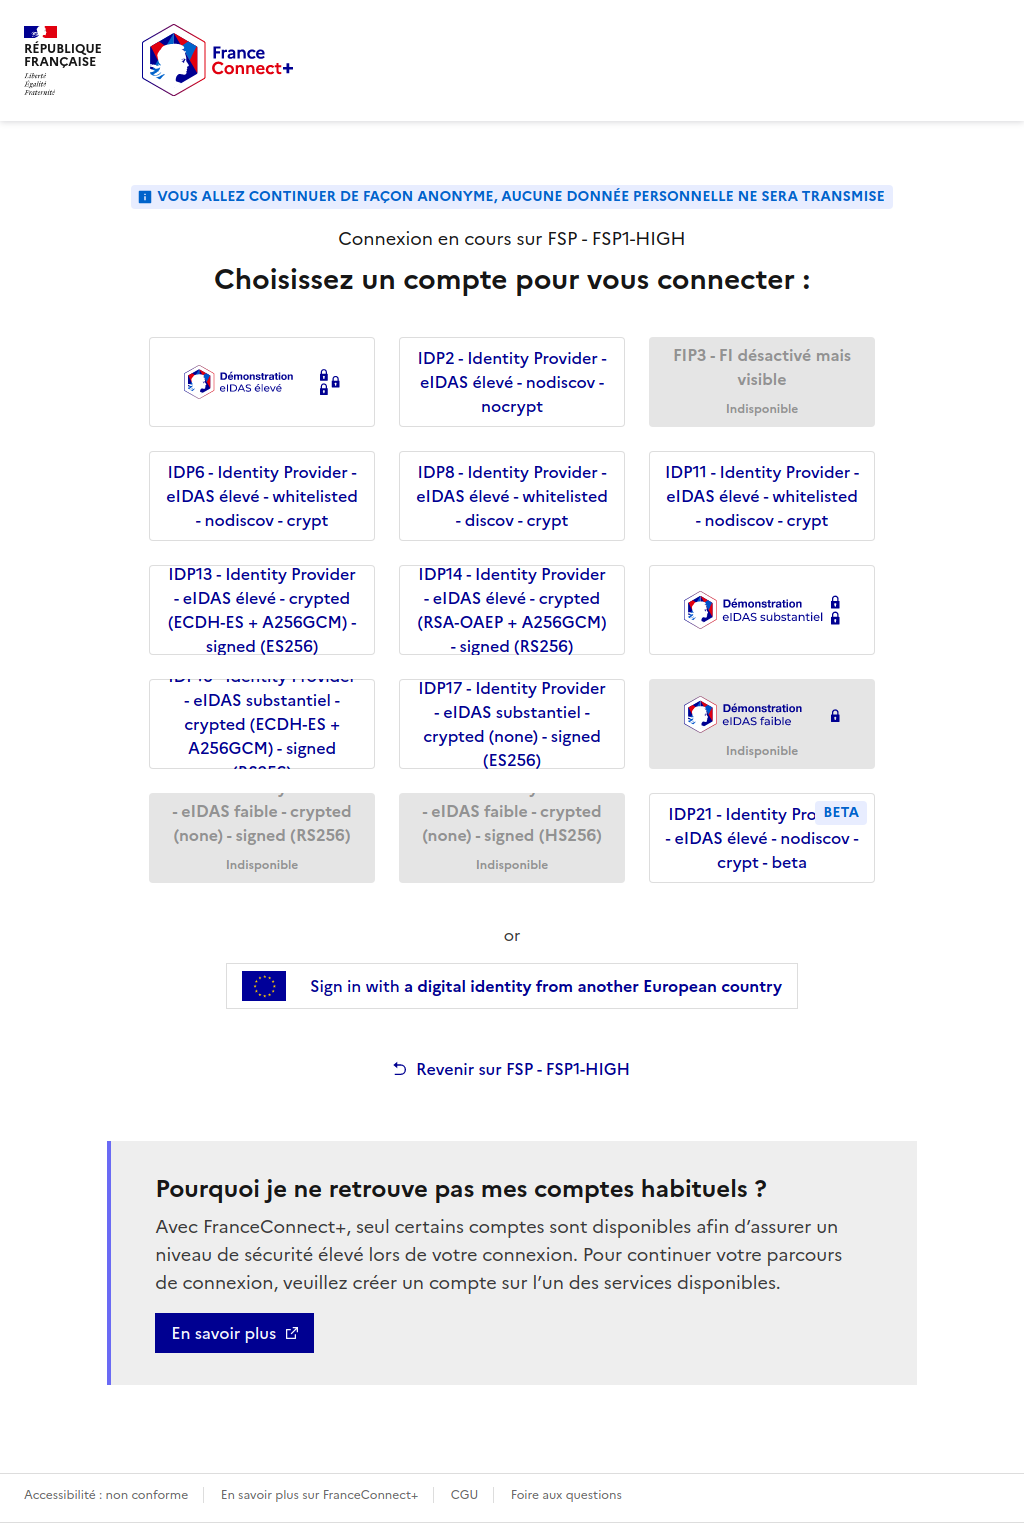 RÉPUBLIQUE
FRANÇAISE
Liberté
Égalité
Fraternité
France
Connect+
VOUS ALLEZ CONTINUER DE FAÇON ANONYME, AUCUNE DONNÉE PERSONNELLE NE SERA TRANSMISE
Connexion en cours sur FSP - FSP1-HIGH
Choisissez un compte pour vous connecter :
Démonstration
eIDAS élevé
IDP2 - Identity Provider -
eIDAS élevé - nodiscov -
nocrypt
FIP3 - FI désactivé mais
visible
Indisponible
IDP6 - Identity Provider -
eIDAS élevé - whitelisted
- nodiscov - crypt
IDP8 - Identity Provider -
eIDAS élevé - whitelisted
- discov - crypt
IDP11 - Identity Provider -
eIDAS élevé - whitelisted
- nodiscov - crypt
IDP13 - Identity Provider
- eIDAS élevé - crypted
(ECDH-ES + A256GCM) -
signed (ES256)
IDP14 - Identity Provider
- eIDAS élevé - crypted
(RSA-OAEP + A256GCM)
- signed (RS256)
Démonstration
eIDAS substantiel
- eIDAS substantiel -
crypted (ECDH-ES +
A256GCM) - signed
IDP17 - Identity Provider
- eIDAS substantiel -
crypted (none) - signed
(ES256)
Démonstration
eIDAS faible
Indisponible
- eIDAS faible - crypted
(none) - signed (RS256)
Indisponible
- eIDAS faible - crypted
(none) - signed (HS256)
Indisponible
IDP21 - Identity Pro
BETA
- eIDAS élevé - nodiscov -
crypt - beta
or
Sign in with a digital identity from another European country
Revenir sur FSP - FSP1-HIGH
Pourquoi je ne retrouve pas mes comptes habituels ?
Avec FranceConnect+, seul certains comptes sont disponibles afin d’assurer un
niveau de sécurité élevé lors de votre connexion. Pour continuer votre parcours
de connexion, veuillez créer un compte sur l’un des services disponibles.
En savoir plus
Accessibilité : non conforme
En savoir plus sur FranceConnect+
CGU
Foire aux questions